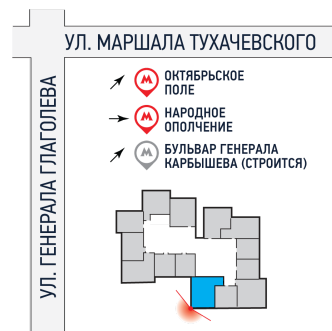 УЛ. МАРШАЛА ТУХАЧЕВСКОГО
УЛ. ГЕНЕРАЛА ГЛАГОЛЕВА
М ОКТЯБРЬСКОЕ
ПОЛЕ
М НАРОДНОЕ
ОПОЛЧЕНИЕ
М БУЛЬВАР ГЕНЕРАЛА
КАРБЫШЕВА (СТРОИТСЯ)